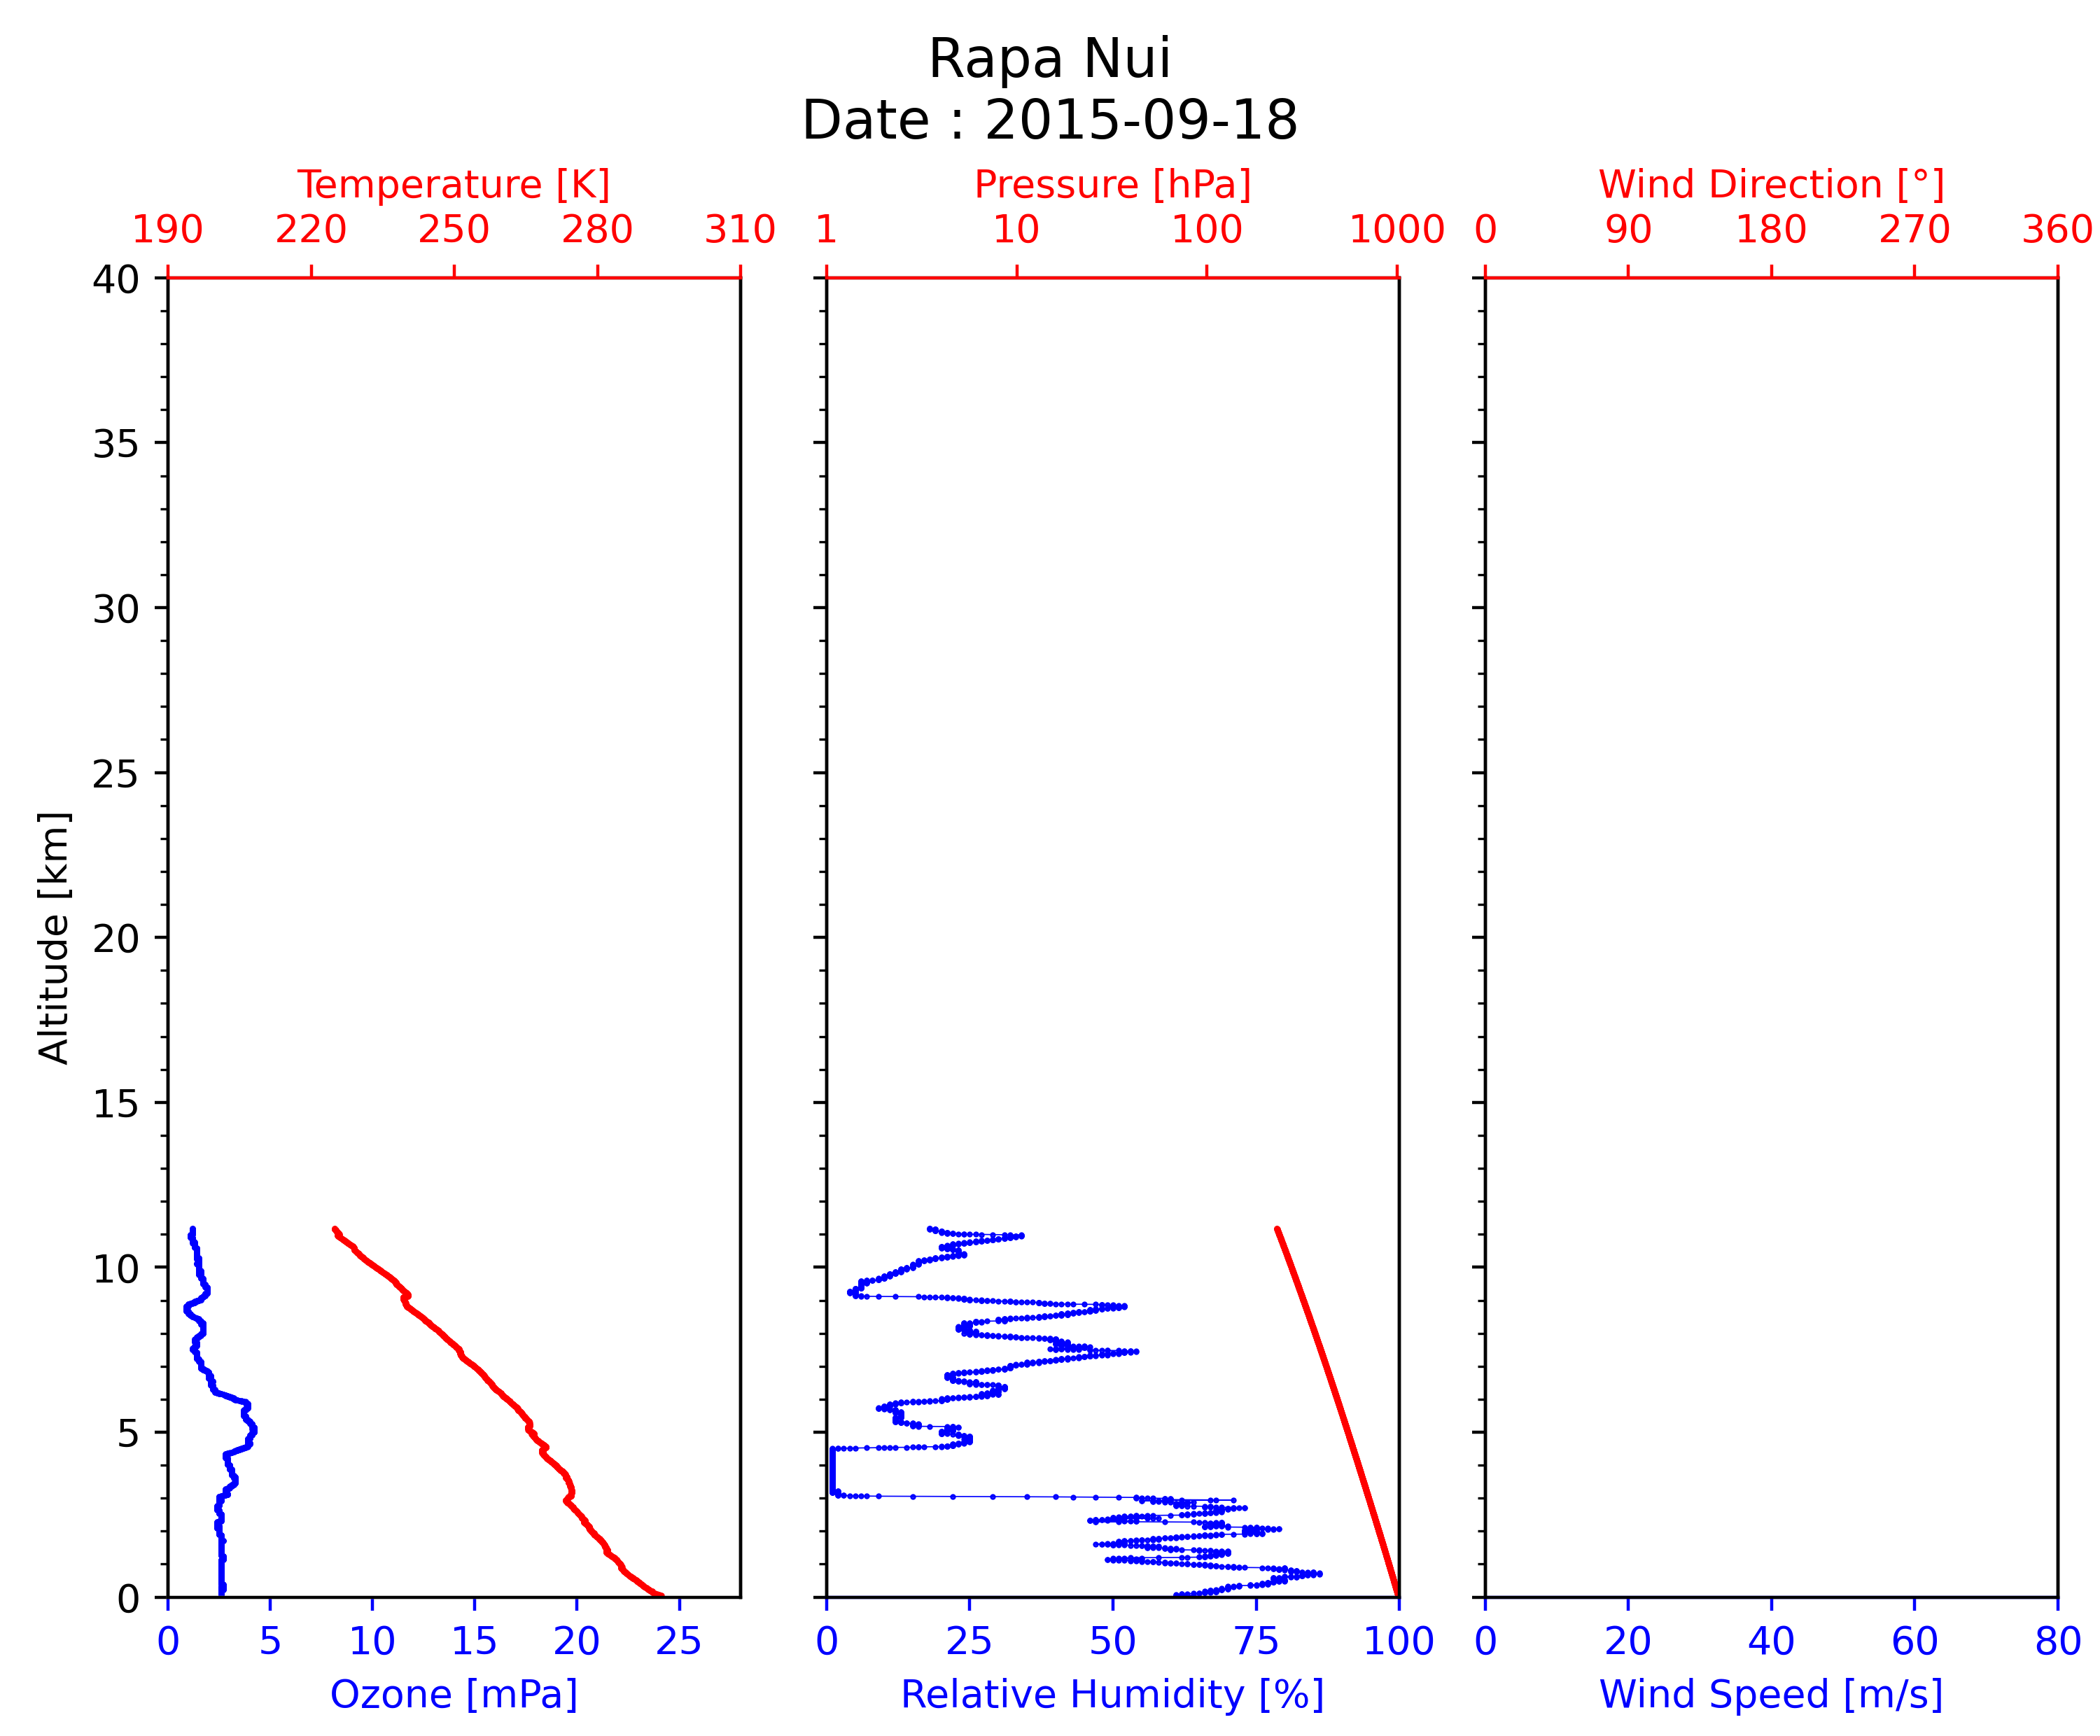 Rapa Nui
Date : 2015-09-18
Temperature [K]
190 220 250 280 310
Pressure [hPa]
1 10 100 1000
Wind Direction [°]
0 90 180 270 360
Altitude [km]
40
35
30
25
20
15
10
5
0
0 5 10 15 20 25
Ozone [mPa]
0 25 50 75 100
Relative Humidity [%]
0 20 40 60 80
Wind Speed [m/s]